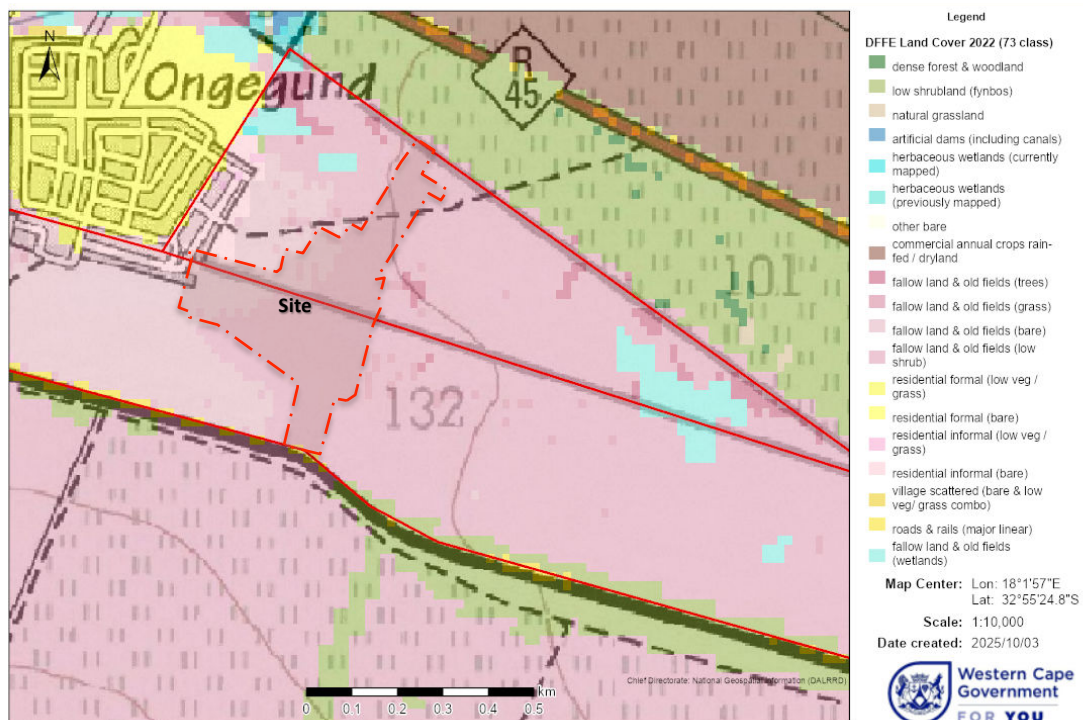 N
Ongegund
R
45
101
Site
132
Chief Directorate: National Geospatial Information (DALRRD)
km
0 0.1 0.2 0.3 0.4 0.5
Legend
DFFE Land Cover 2022 (73 class)
dense forest & woodland
low shrubland (fynbos)
natural grassland
artificial dams (including canals)
herbaceous wetlands (currently
mapped)
herbaceous wetlands
(previously mapped)
other bare
commercial annual crops rain-
fed / dryland
fallow land & old fields (trees)
fallow land & old fields (grass)
fallow land & old fields (bare)
fallow land & old fields (low
shrub)
residential formal (low veg /
grass)
residential formal (bare)
residential informal (low veg /
grass)
residential informal (bare)
village scattered (bare & low
veg/ grass combo)
roads & rails (major linear)
fallow land & old fields
(wetlands)
Map Center: Lon: 18°1'57"E
Lat: 32°55'24.8"S
Scale: 1:10,000
Date created: 2025/10/03
Western Cape
Government
FOR YOU